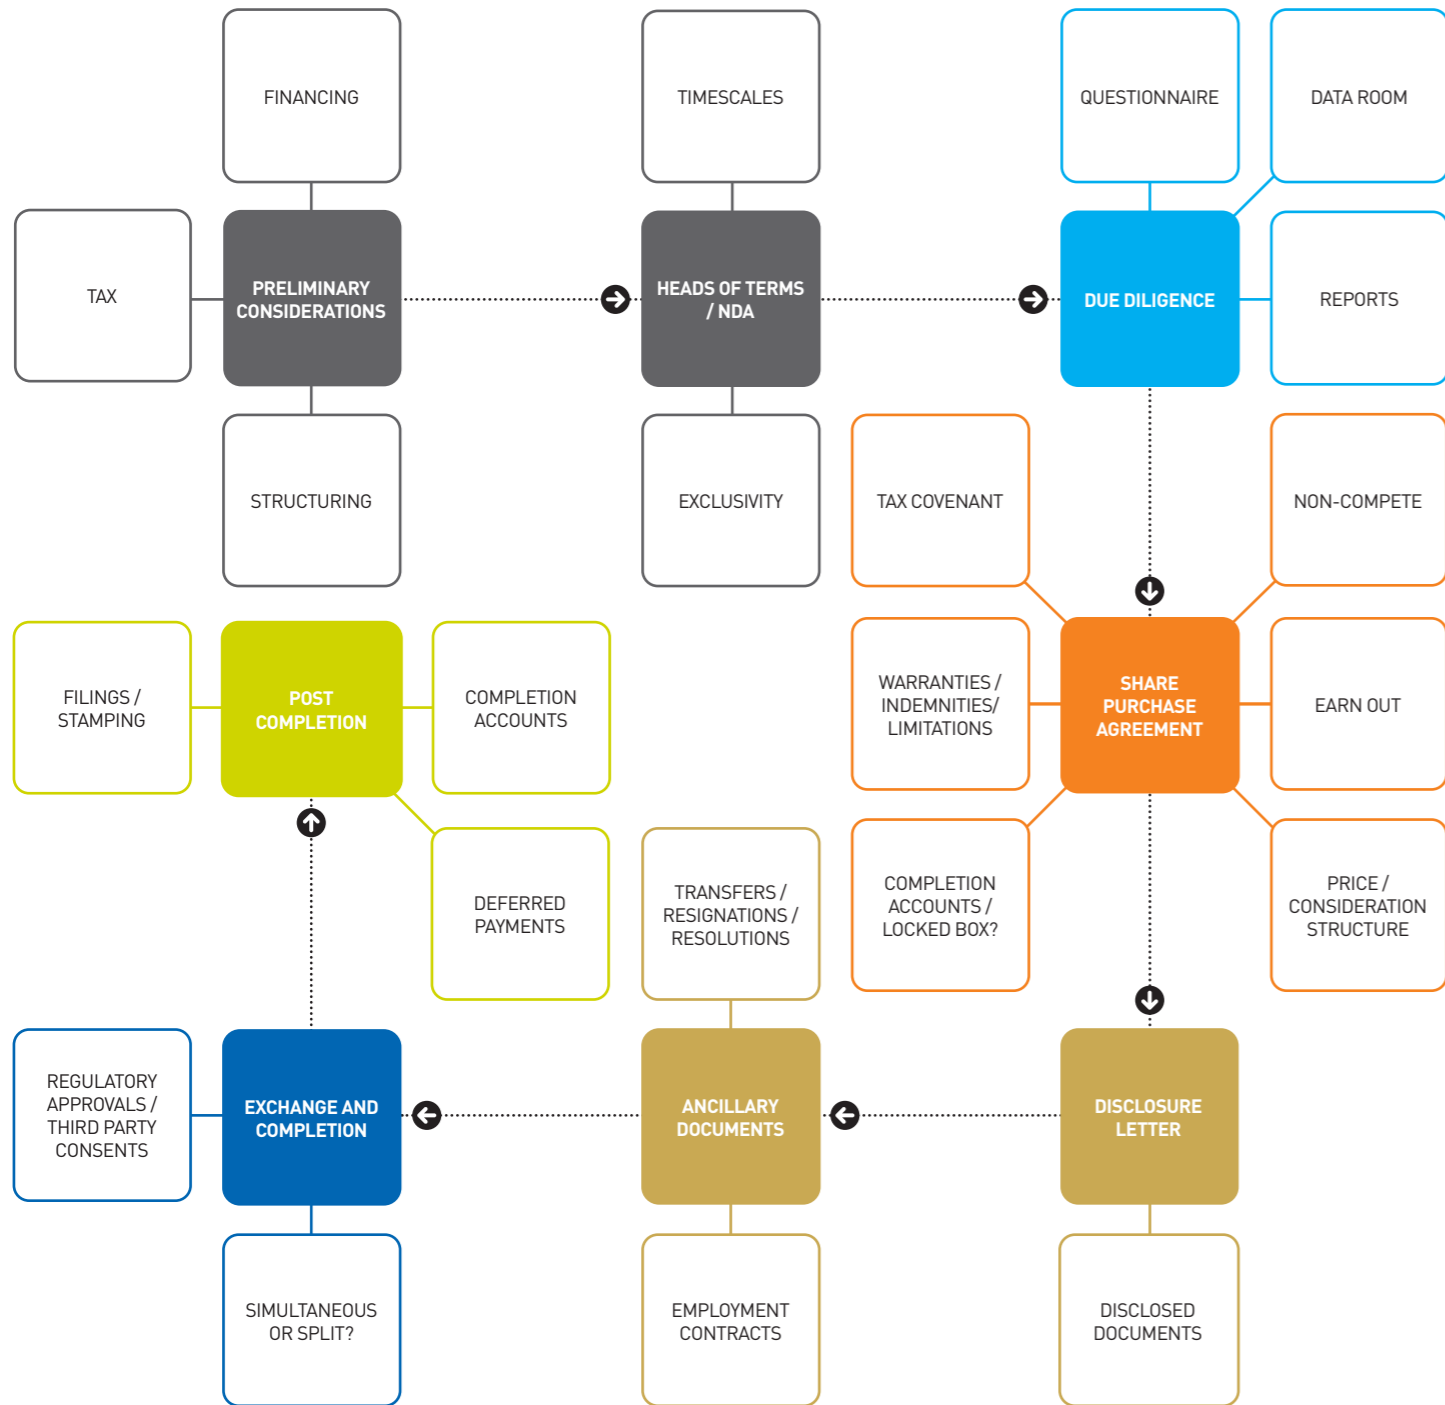 FINANCING
TIMESCALES
QUESTIONNAIRE
DATA ROOM
TAX
PRELIMINARY
CONSIDERATIONS
HEADS OF TERMS
/ NDA
DUE DILIGENCE
REPORTS
STRUCTURING
EXCLUSIVITY
TAX COVENANT
NON-COMPETE
FILINGS /
STAMPING
POST
COMPLETION
COMPLETION
ACCOUNTS
WARRANTIES /
INDEMNITIES/
LIMITATIONS
SHARE
PURCHASE
AGREEMENT
EARN OUT
DEFERRED
PAYMENTS
TRANSFERS /
RESIGNATIONS /
RESOLUTIONS
COMPLETION
ACCOUNTS /
LOCKED BOX?
PRICE /
CONSIDERATION
STRUCTURE
REGULATORY
APPROVALS /
THIRD PARTY
CONSENTS
EXCHANGE AND
COMPLETION
ANCILLARY
DOCUMENTS
DISCLOSURE
LETTER
SIMULTANEOUS
OR SPLIT?
EMPLOYMENT
CONTRACTS
DISCLOSED
DOCUMENTS